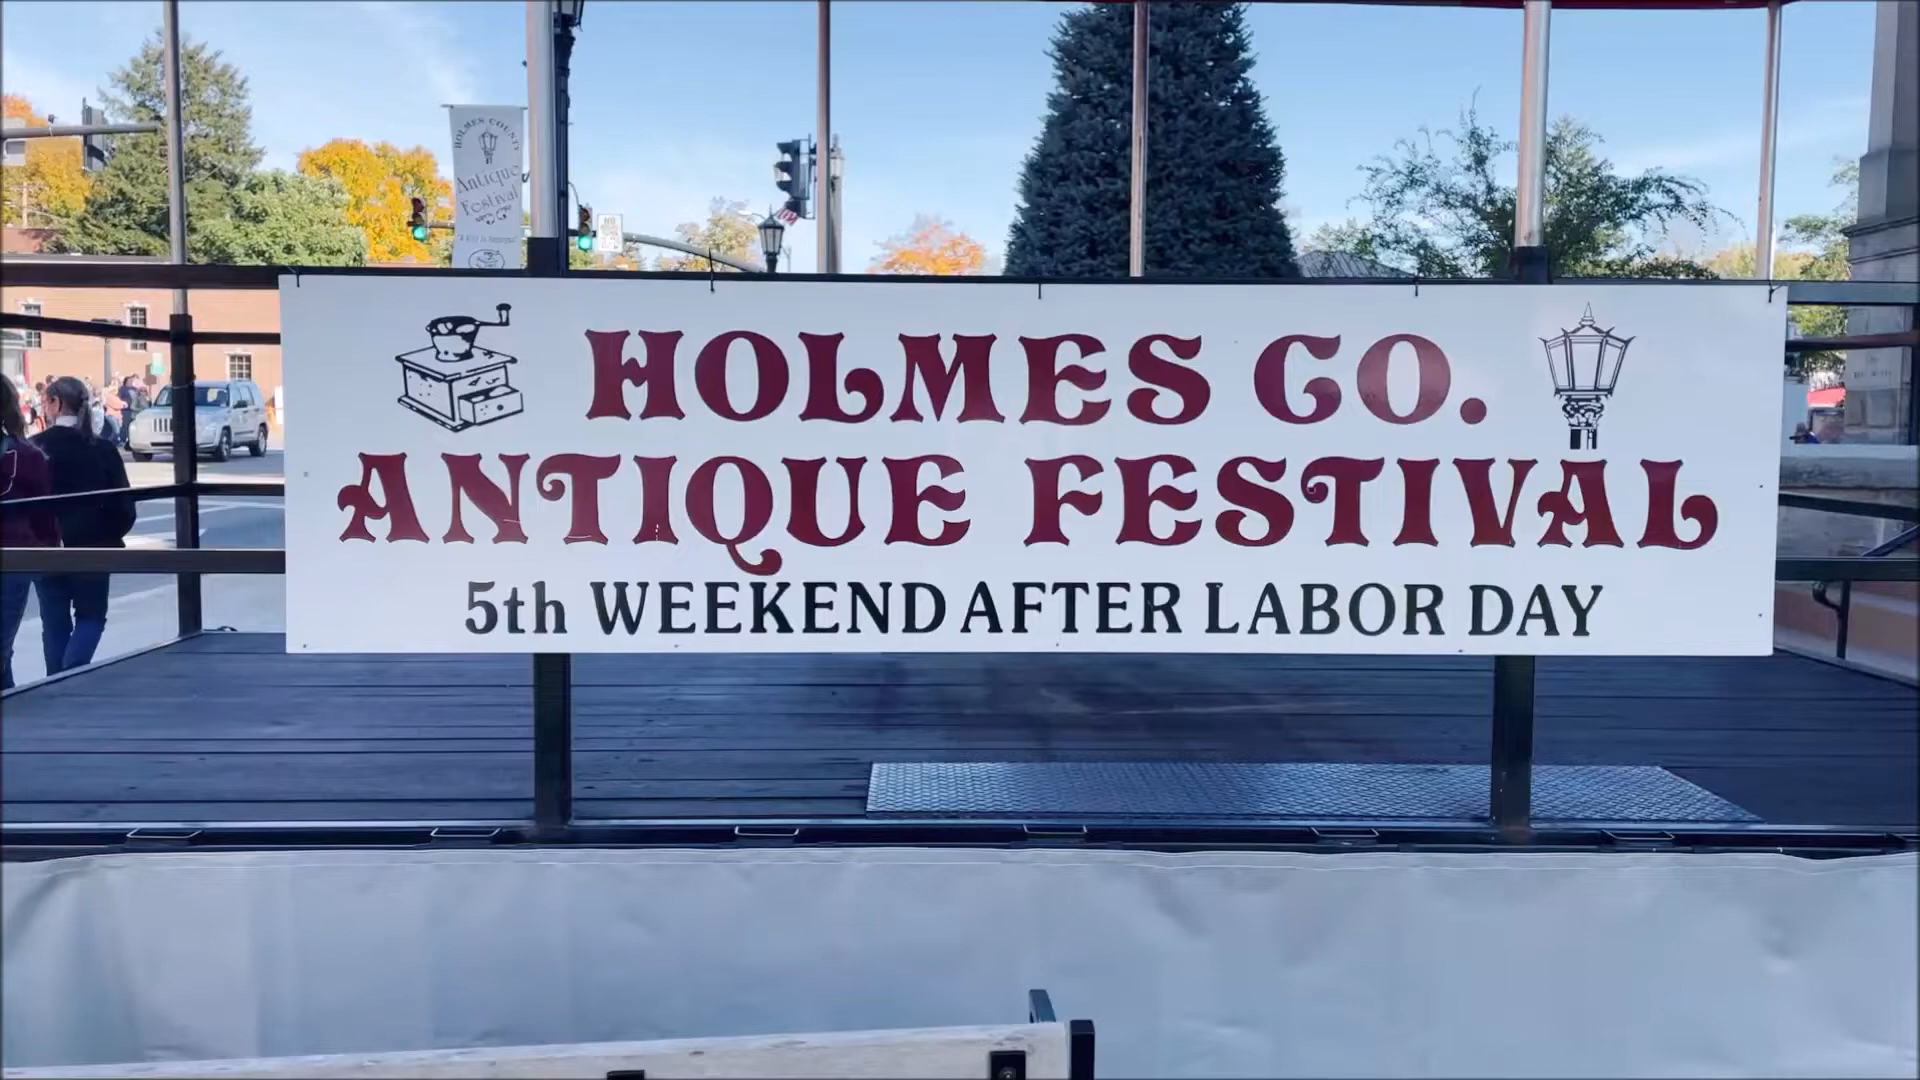 HOLMES COUNTY
Antique
Festival
HOLMES CO.
ANTIQUE FESTIVAL
5th WEEKEND AFTER LABOR DAY